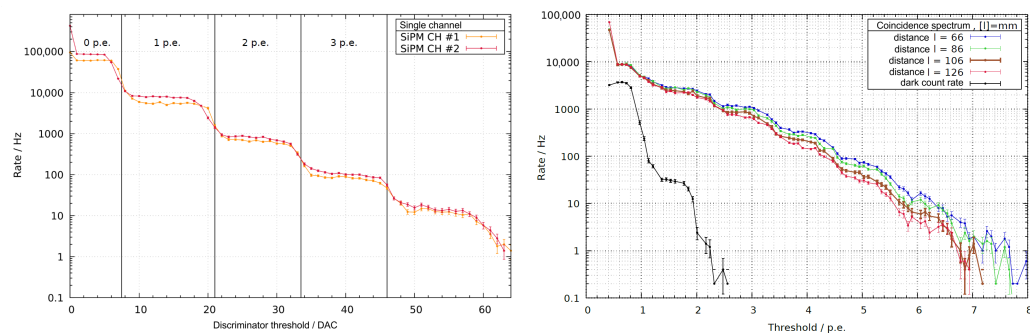 Single channel
SiPM CH #1
SiPM CH #2
0 p.e.
1 p.e.
2 p.e.
3 p.e.
100,000
10,000
1000
100
10
1
0.1
Rate / Hz
0 10 20 30 40 50 60
Discriminator threshold / DAC
Coincidence spectrum , [l]=mm
distance l = 66
distance l = 86
distance l = 106
distance l = 126
dark count rate
100,000
10,000
1000
100
10
1
0.1
Rate / Hz
0 1 2 3 4 5 6 7 8
Threshold / p.e.